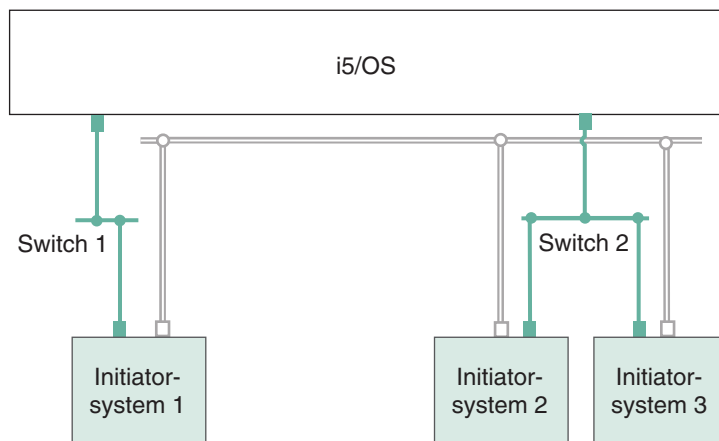 i5/OS
Switch 1
Switch 2
Initiator-
system 1
Initiator-
system 2
Initiator-
system 3